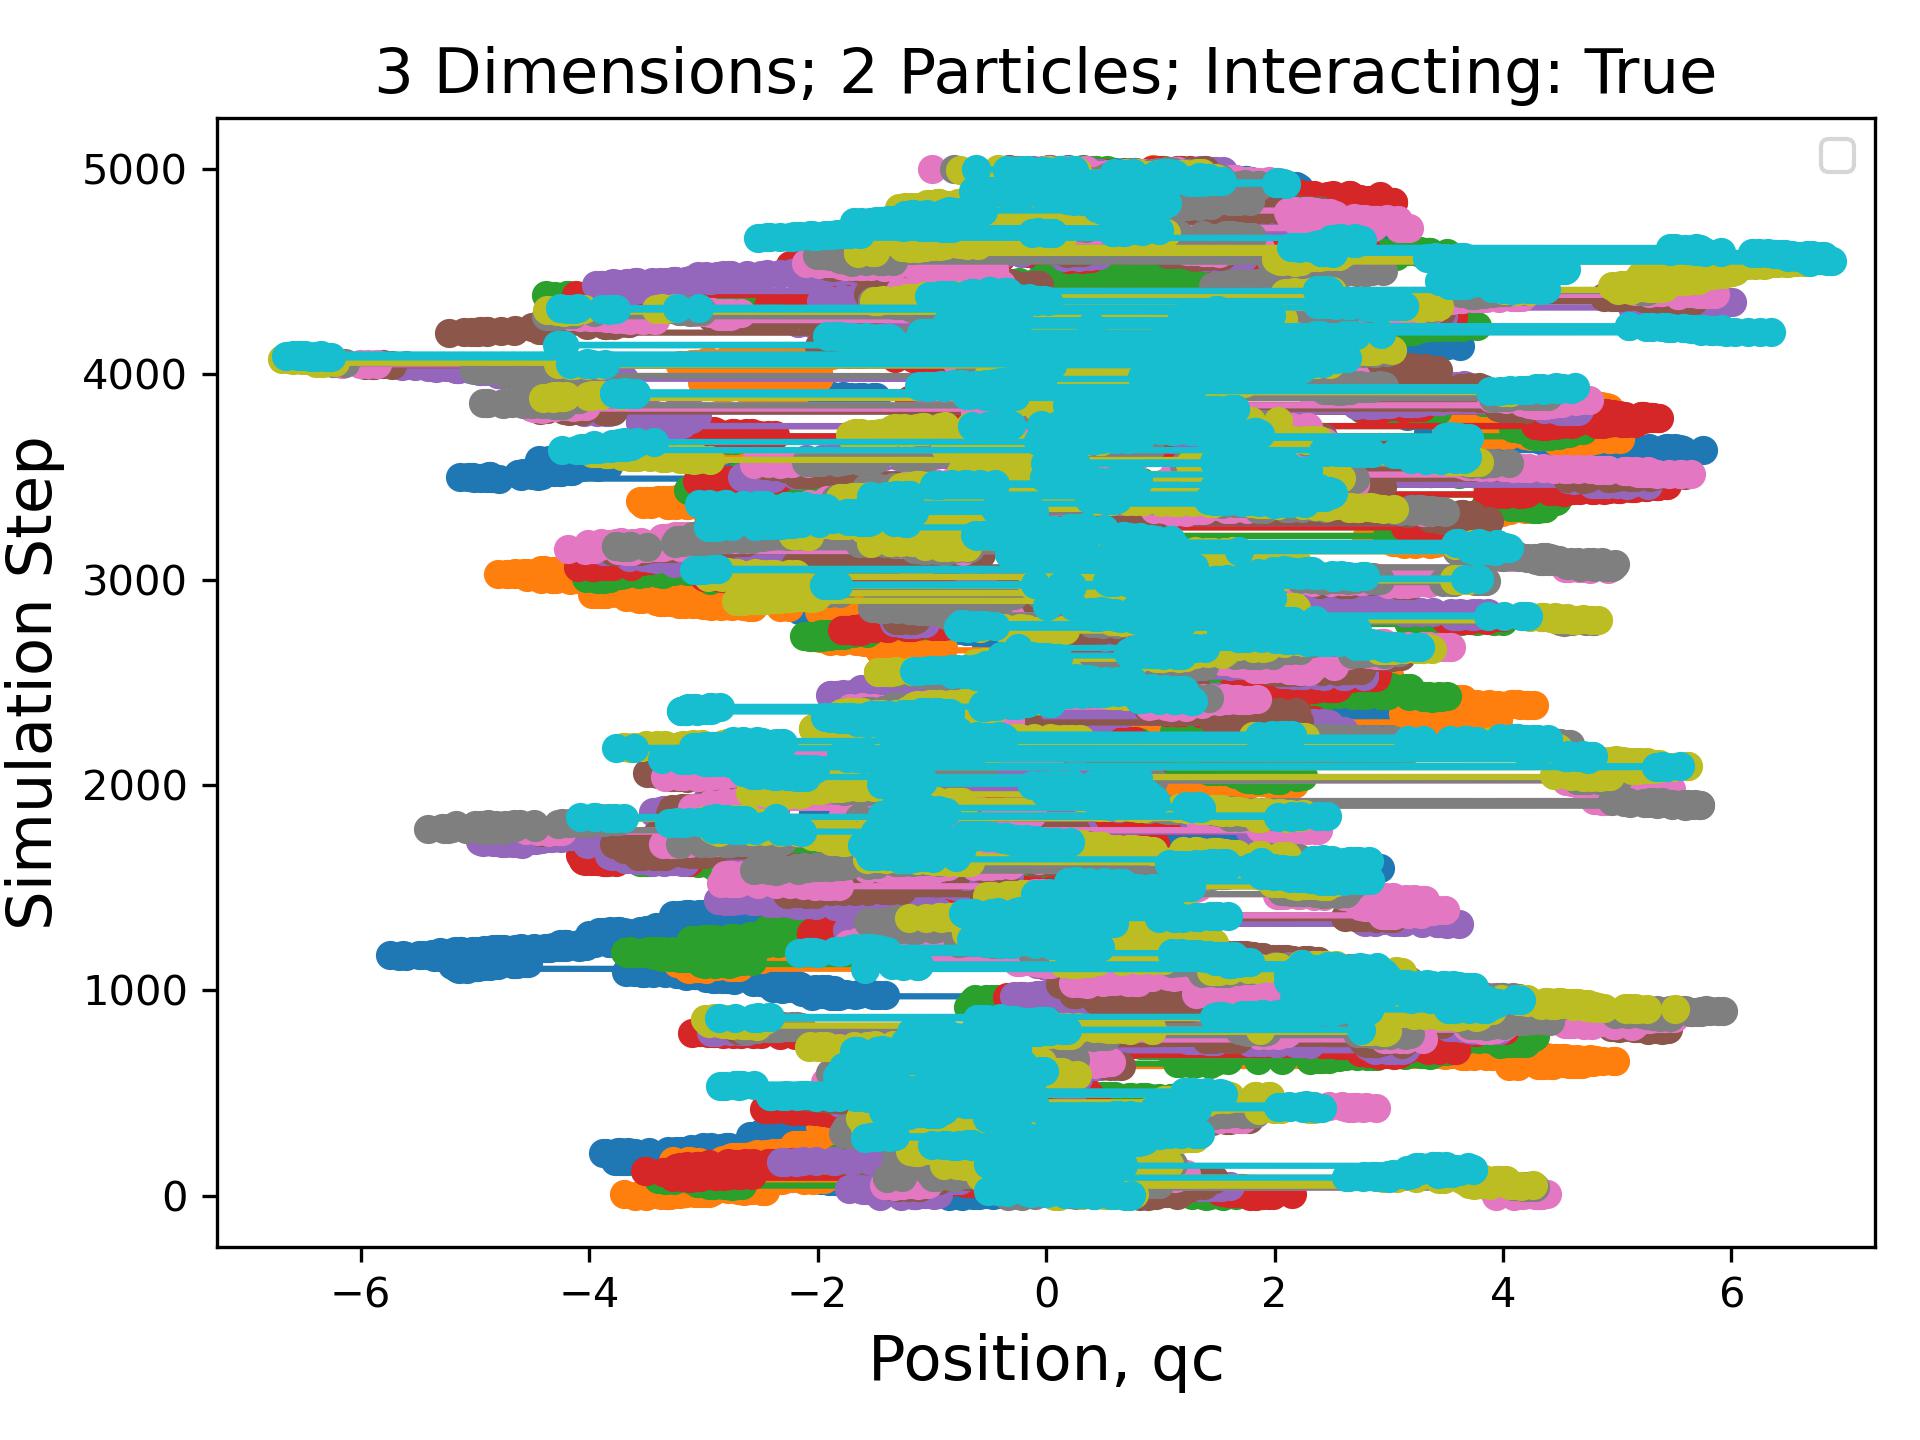 3 Dimensions; 2 Particles; Interacting: True
Simulation Step
5000
4000
3000
2000
1000
0
−6 −4 −2 0 2 4 6
Position, qc